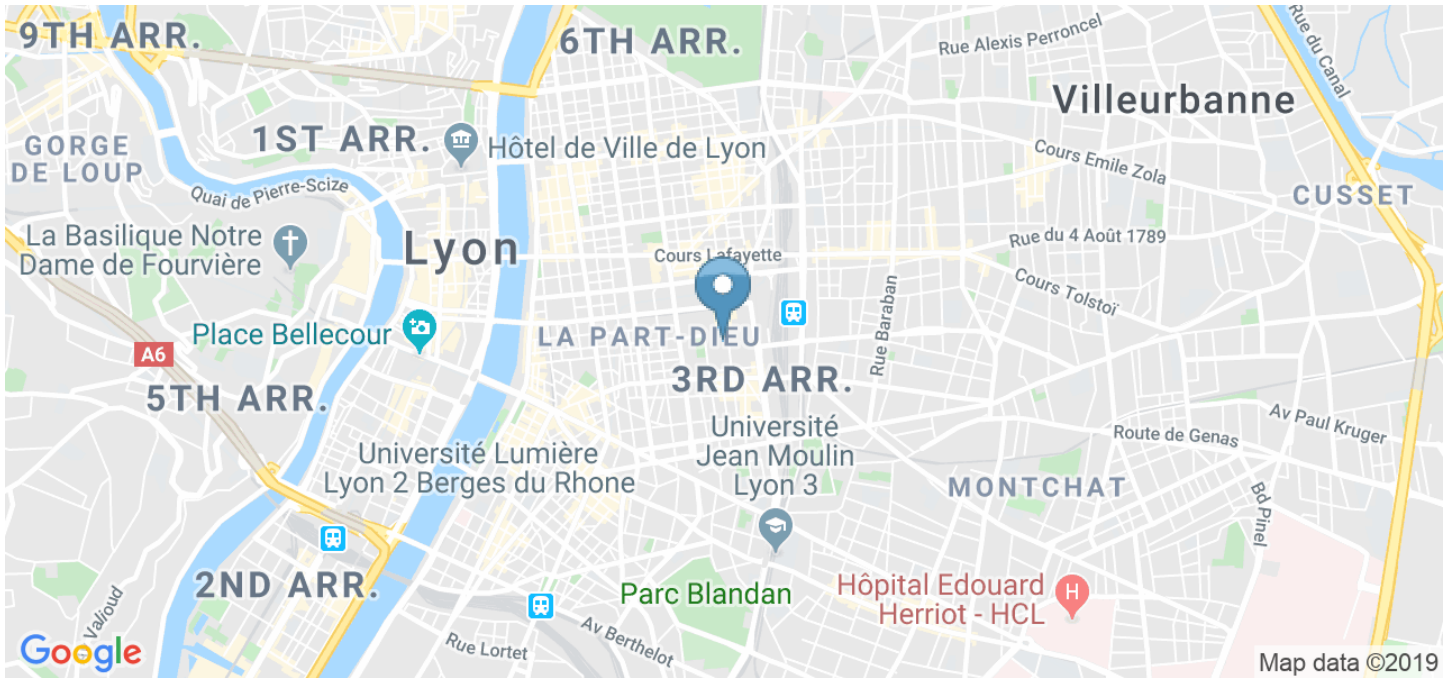 9TH ARR.
6TH ARR.
Rue Alexis Perroncel
Rue du Canal
Villeurbanne
1ST ARR.
Hôtel de Ville de Lyon
GORGE
DE LOUP
Quai de Pierre-Scize
Cours Emile Zola
CUSSET
La Basilique Notre
Dame de Fourvière
Lyon
Cours Lafayette
Rue du 4 Août 1789
Cours Tolstoï
Place Bellecour
LA PART-DIEU
Rue Baraban
A6
5TH ARR.
3RD ARR.
Av Paul Kruger
Route de Genas
Université
Jean Moulin
Lyon 3
Université Lumière
Lyon 2 Berges du Rhone
MONTCHAT
Bd Pinel
2ND ARR.
Parc Blandan
Hôpital Edouard
Herriot - HCL
H
Valioud
Av Berthelot
Rue Lortet
Google
Map data ©2019